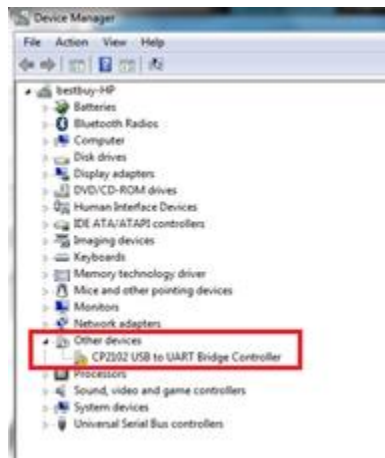 Device Manager
File Action View Help
bestbuy-HP
Batteries
Bluetooth Radios
Computer
Disk drives
Display adapters
DVD/CD-ROM drives
Human Interface Devices
IDE ATA/ATAPI controllers
Imaging devices
Keyboards
Memory technology driver
Mice and other pointing devices
Monitors
Network adapters
Other devices
CP2102 USB to UART Bridge Controller
Processors
Sound, video and game controllers
System devices
Universal Serial Bus controllers